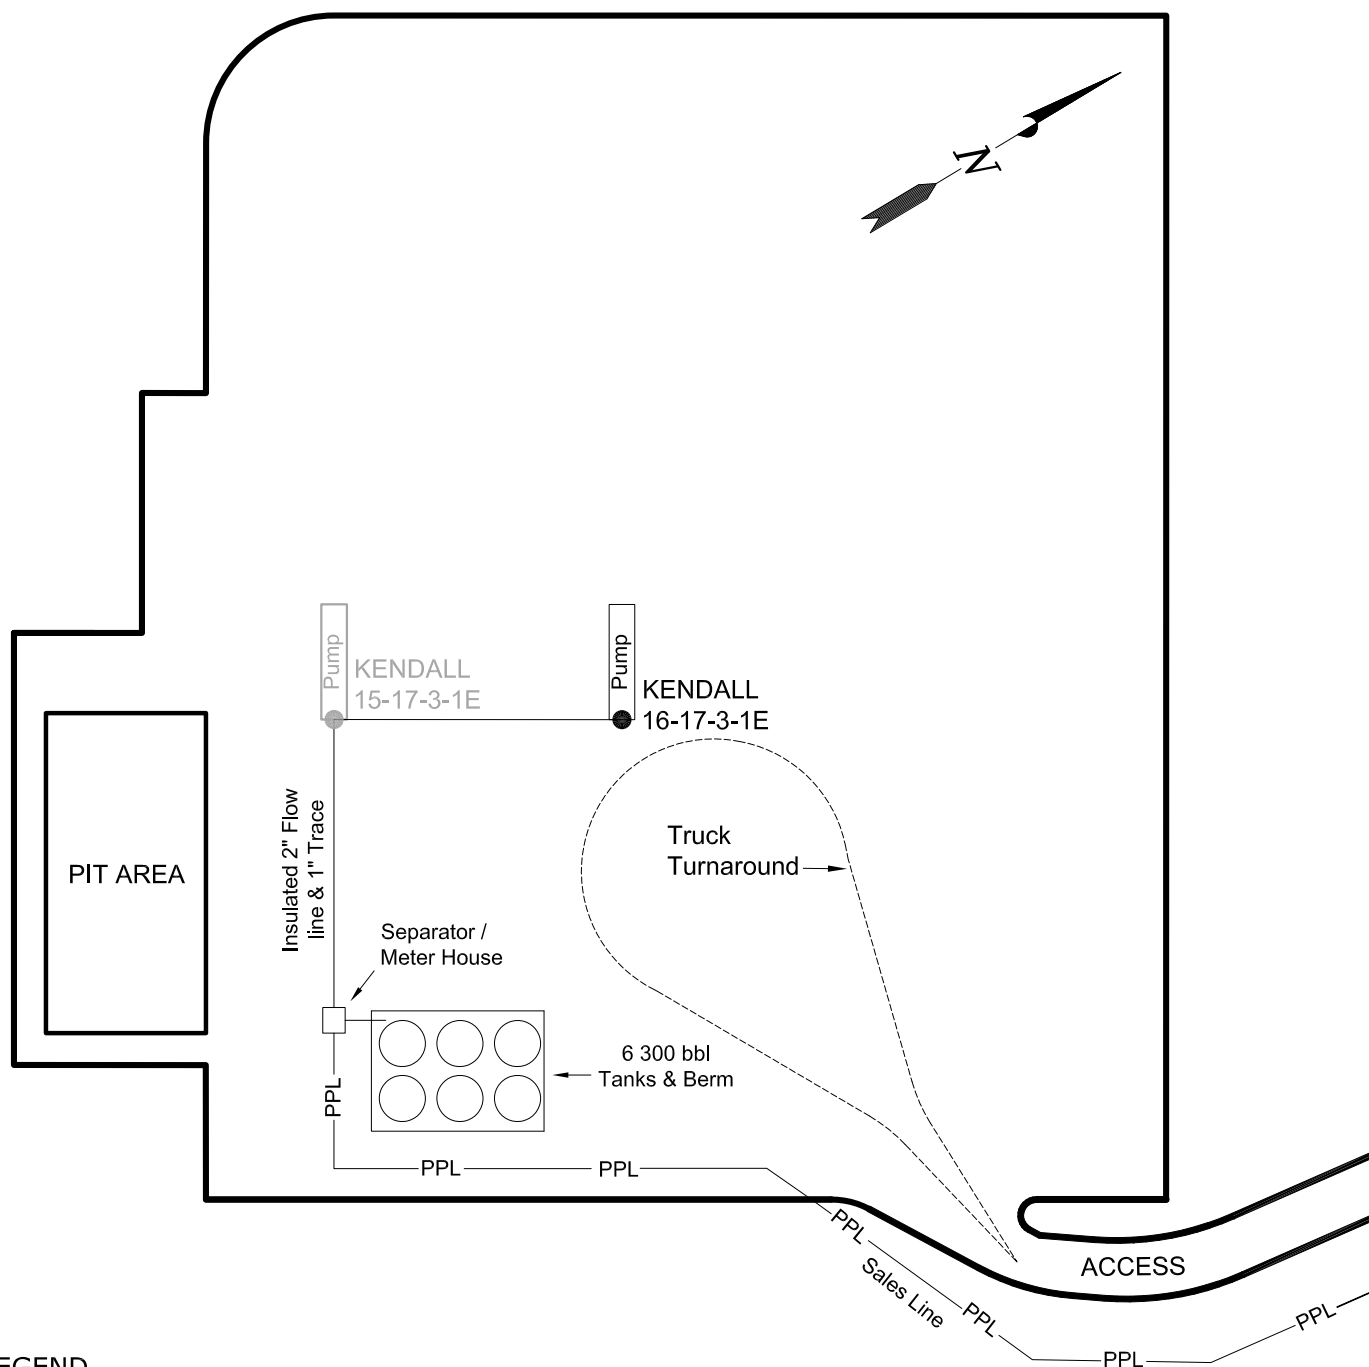 N
Pump
KENDALL
15-17-3-1E
Pump
KENDALL
16-17-3-1E
Insulated 2" Flow
line & 1" Trace
Truck
Turnaround
PIT AREA
Separator /
Meter House
6 300 bbl
Tanks & Berm
PPL
PPL
PPL
PPL
Sales Line
ACCESS
PPL
PPL
PPL